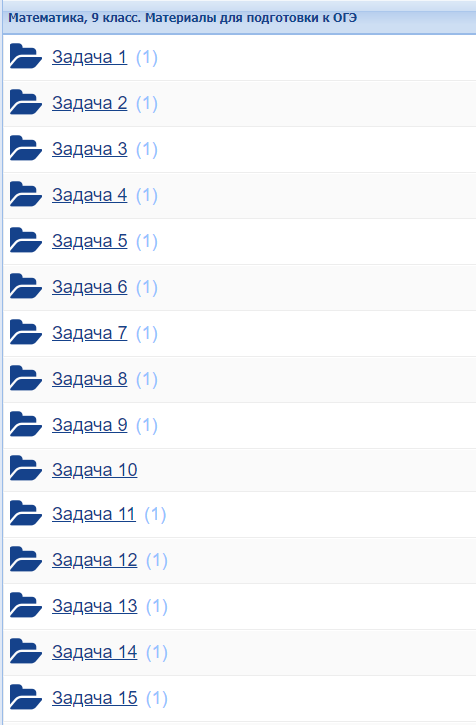 Математика, 9 класс. Материалы для подготовки к ОГЭ
Задача 1 (1)
Задача 2 (1)
Задача 3 (1)
Задача 4 (1)
Задача 5 (1)
Задача 6 (1)
Задача 7 (1)
Задача 8 (1)
Задача 9 (1)
Задача 10
Задача 11 (1)
Задача 12 (1)
Задача 13 (1)
Задача 14 (1)
Задача 15 (1)